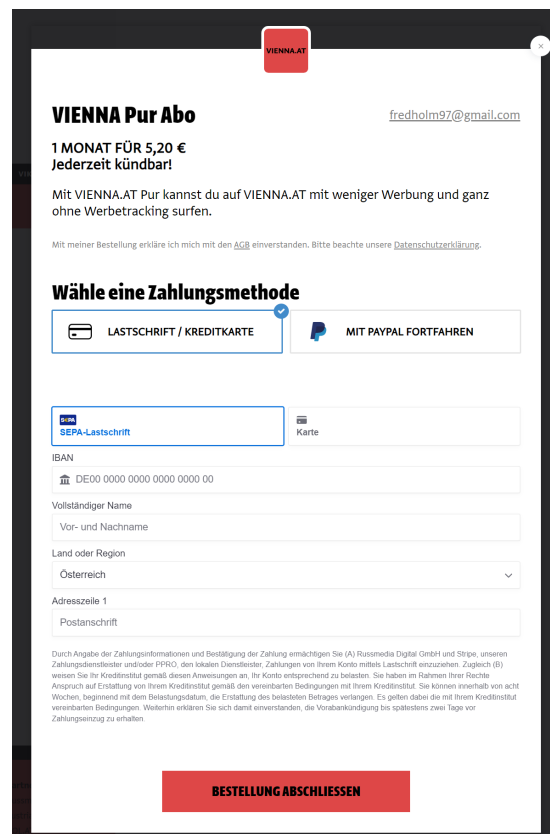 VIENNA.AT
VIENNA Pur Abo
fredholm97@gmail.com
1 MONAT FÜR 5,20 €
Jederzeit kündbar!
Mit VIENNA.AT Pur kannst du auf VIENNA.AT mit weniger Werbung und ganz
ohne Werbetracking surfen.
Mit meiner Bestellung erkläre ich mich mit den AGB einverstanden. Bitte beachte unsere Datenschutzerklärung.
Wähle eine Zahlungsmethode
LASTSCHRIFT / KREDITKARTE
MIT PAYPAL FORTFAHREN
SEPA
SEPA-Lastschrift
Karte
IBAN
DE00 0000 0000 0000 0000 00
Vollständiger Name
Vor- und Nachname
Land oder Region
Österreich
Adresszeile 1
Postanschrift
Durch Angabe der Zahlungsinformationen und Bestätigung der Zahlung ermächtigen Sie (A) Russmedia Digital GmbH und Stripe, unseren
Zahlungsdienstleister und/oder PPRO, den lokalen Dienstleister, Zahlungen von Ihrem Konto mittels Lastschrift einzuziehen. Zugleich (B)
weisen Sie Ihr Kreditinstitut gemäß diesen Anweisungen an, Ihr Konto entsprechend zu belasten. Sie haben im Rahmen Ihrer Rechte
Anspruch auf Erstattung von Ihrem Kreditinstitut gemäß den vereinbarten Bedingungen mit Ihrem Kreditinstitut. Sie können innerhalb von acht
Wochen, beginnend mit dem Belastungsdatum, die Erstattung des belasteten Betrages verlangen. Es gelten dabei die mit Ihrem Kreditinstitut
vereinbarten Bedingungen. Weiterhin erklären Sie sich damit einverstanden, die Vorabankündigung bis spätestens zwei Tage vor
Zahlungseinzug zu erhalten.
BESTELLUNG ABSCHLIESSEN